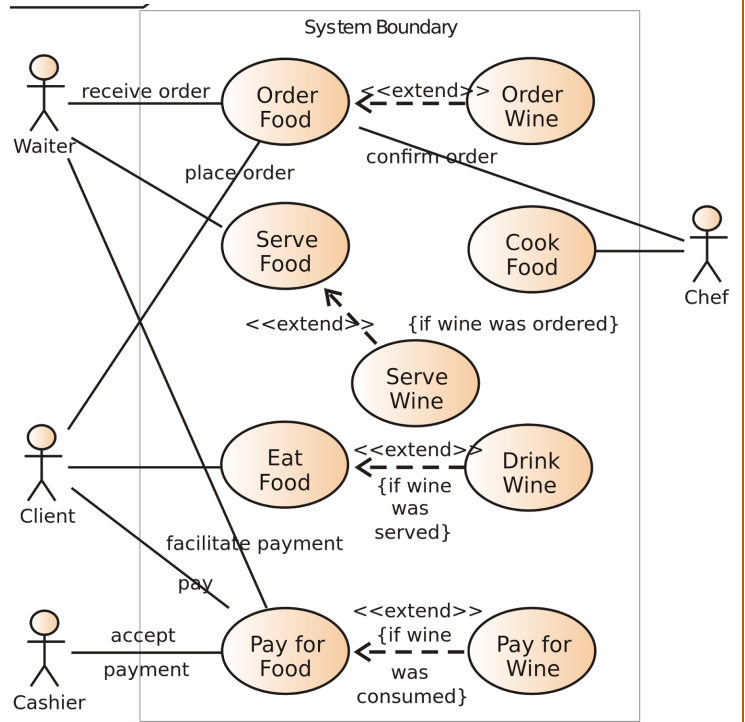 System Boundary
receive order
Order
Food
<<extend>>
Order
Wine
Waiter
confirm order
place order
Serve
Food
Cook
Food
Chef
<<extend>>
{if wine was ordered}
Serve
Wine
Client
Eat
Food
<<extend>>
{if wine
was
served}
Drink
Wine
facilitate payment
pay
accept
payment
Cashier
Pay for
Food
<<extend>>
{if wine
was
consumed}
Pay for
Wine